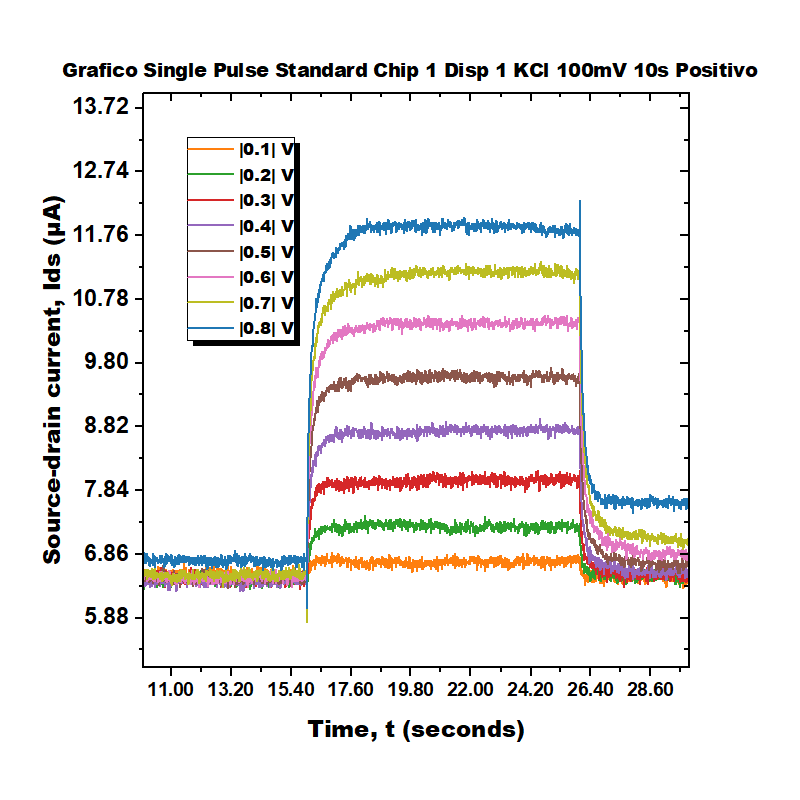 Grafico Single Pulse Standard Chip 1 Disp 1 KCl 100mV 10s Positivo
13.72
12.74
11.76
10.78
9.80
8.82
7.84
6.86
5.88
Source-drain current, Ids (µA)
|0.1| V
|0.2| V
|0.3| V
|0.4| V
|0.5| V
|0.6| V
|0.7| V
|0.8| V
11.00 13.20 15.40 17.60 19.80 22.00 24.20 26.40 28.60
Time, t (seconds)